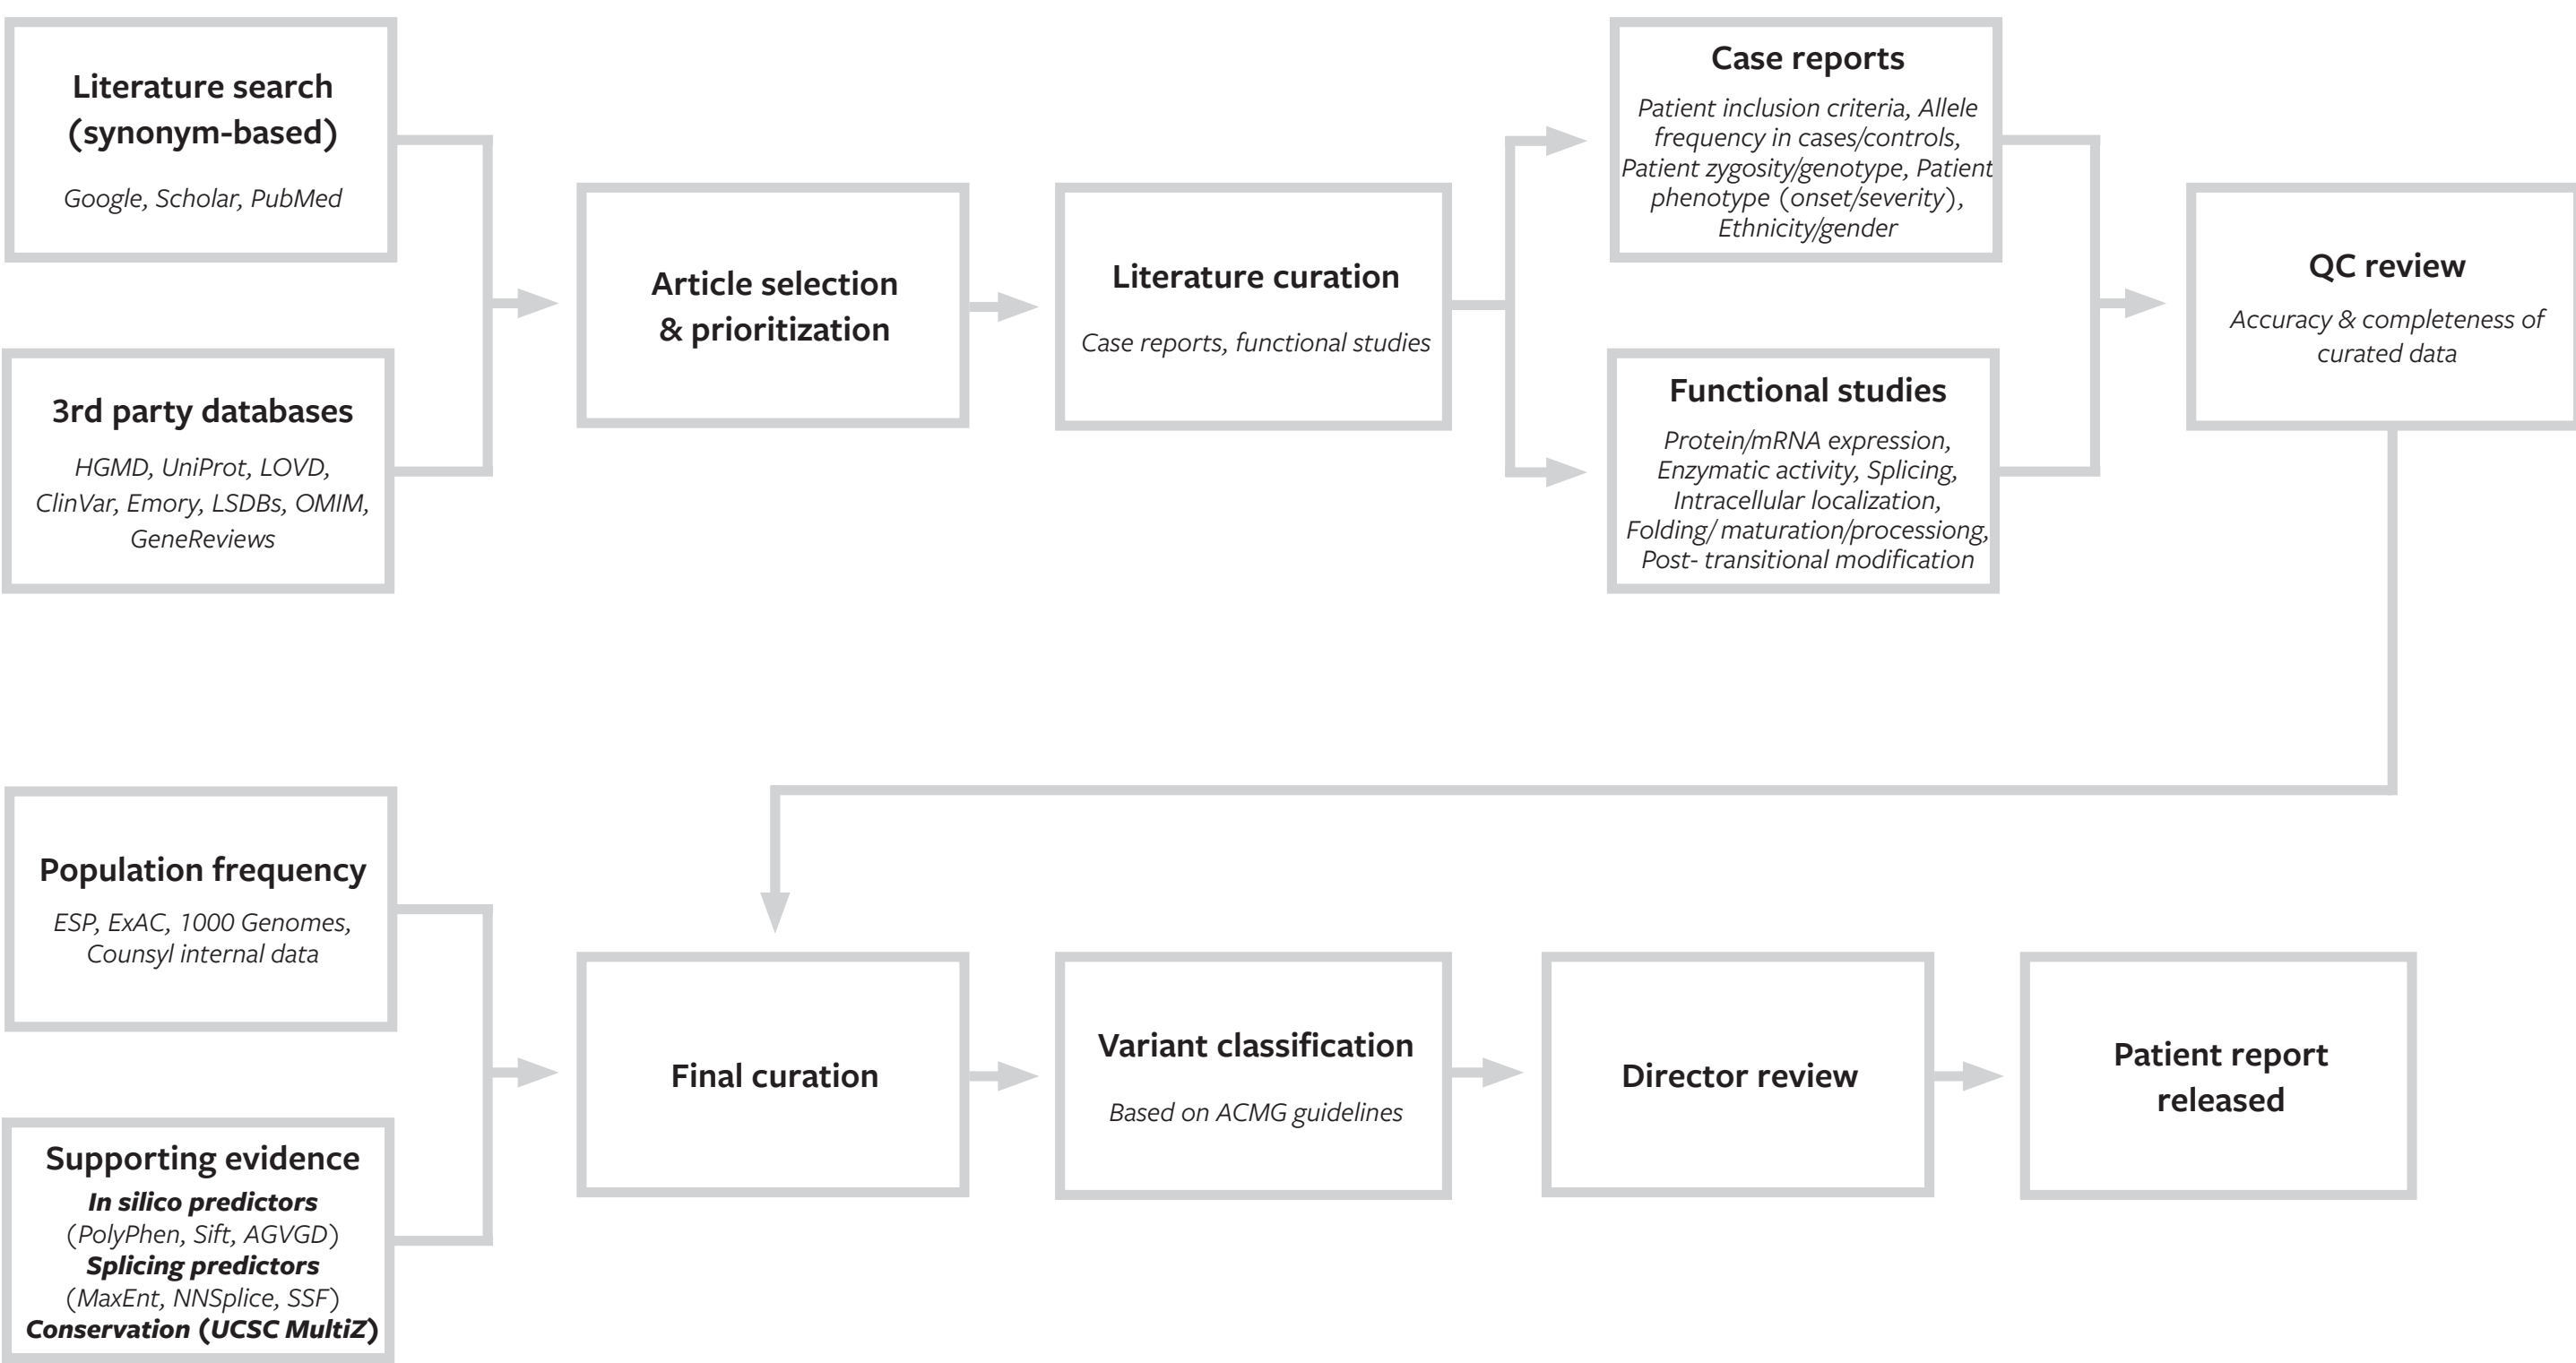 Literature search
(synonym-based)
Google, Scholar, PubMed
3rd party databases
HGMD, UniProt, LOVD,
ClinVar, Emory, LSDBs, OMIM,
GeneReviews
Article selection
& prioritization
Literature curation
Case reports, functional studies
Case reports
Patient inclusion criteria, Allele
frequency in cases/controls,
Patient zygosity/genotype, Patient
phenotype (onset/severity),
Ethnicity/gender
Functional studies
Protein/mRNA expression,
Enzymatic activity, Splicing,
Intracellular localization,
Folding/ maturation/processiong,
Post- transitional modification
QC review
Accuracy & completeness of
curated data
Population frequency
ESP, ExAC, 1000 Genomes,
Counsyl internal data
Supporting evidence
In silico predictors
(PolyPhen, Sift, AGVGD)
Splicing predictors
(MaxEnt, NNSplice, SSF)
Conservation (UCSC MultiZ)
Final curation
Variant classification
Based on ACMG guidelines
Director review
Patient report
released